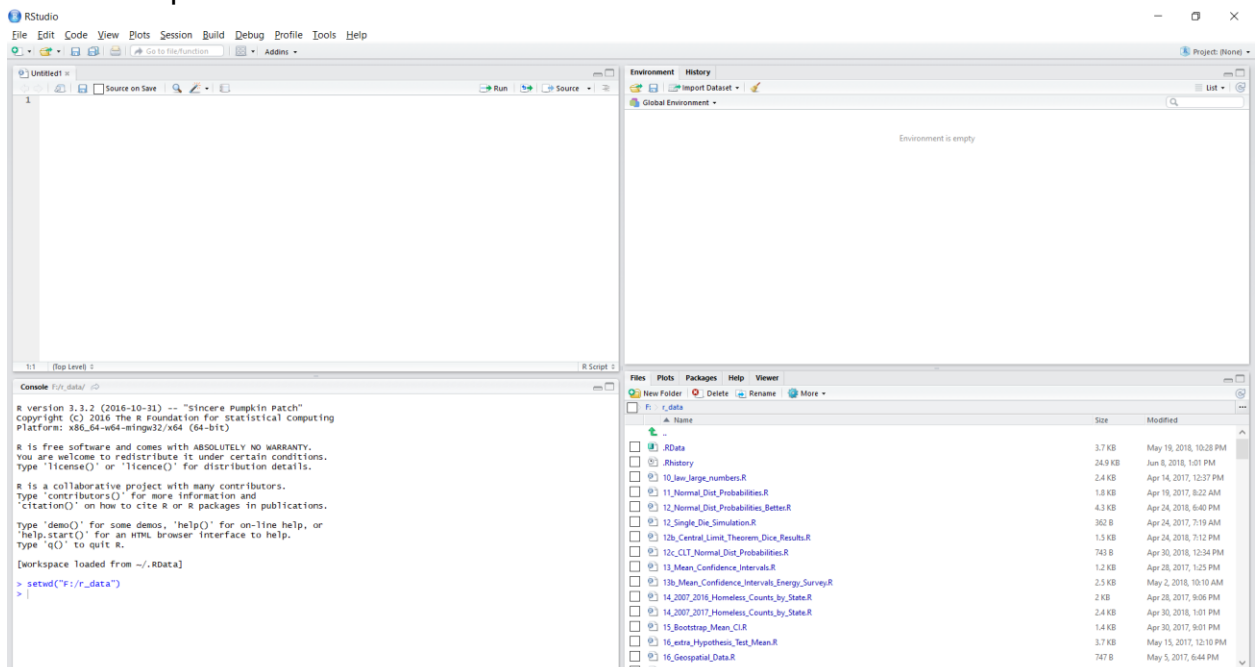 RStudio
File Edit Code View Plots Session Build Debug Profile Tools Help
Go to file/function Addins Project: (None)
Untitled1
Source on Save Run Source
1
1:1 (Top Level) R Script
Console F:/r_data/
R version 3.3.2 (2016-10-31) -- "Sincere Pumpkin Patch"
Copyright (C) 2016 The R Foundation for Statistical Computing
Platform: x86_64-w64-mingw32/x64 (64-bit)
R is free software and comes with ABSOLUTELY NO WARRANTY.
You are welcome to redistribute it under certain conditions.
Type 'license()' or 'licence()' for distribution details.
R is a collaborative project with many contributors.
Type 'contributors()' for more information and
'citation()' on how to cite R or R packages in publications.
Type 'demo()' for some demos, 'help()' for on-line help, or
'help.start()' for an HTML browser interface to help.
Type 'q()' to quit R.
[Workspace loaded from ~/.RData]
> setwd("F:/r_data")
>
Environment History
Import Dataset List
Global Environment
Environment is empty
Files Plots Packages Help Viewer
New Folder Delete Rename More
F: r_data
Name Size Modified
..
.RData 3.7 KB May 19, 2018, 10:28 PM
.Rhistory 24.9 KB Jun 8, 2018, 1:01 PM
10_law_large_numbers.R 2.4 KB Apr 14, 2017, 12:37 PM
11_Normal_Dist_Probabilities.R 1.8 KB Apr 19, 2017, 8:22 AM
12_Normal_Dist_Probabilities_Better.R 4.3 KB Apr 24, 2018, 6:40 PM
12_Single_Die_Simulation.R 362 B Apr 24, 2017, 7:19 AM
12b_Central_Limit_Theorem_Dice_Results.R 1.5 KB Apr 24, 2018, 7:12 PM
12c_CLT_Normal_Dist_Probabilities.R 743 B Apr 30, 2018, 12:34 PM
13_Mean_Confidence_Intervals.R 1.2 KB Apr 28, 2017, 1:25 PM
13b_Mean_Confidence_Intervals_Energy_Survey.R 2.5 KB May 2, 2018, 10:10 AM
14_2007_2016_Homeless_Counts_by_State.R 2 KB Apr 28, 2017, 9:06 PM
14_2007_2017_Homeless_Counts_by_State.R 2.4 KB Apr 30, 2018, 1:01 PM
15_Bootstrap_Mean_CI.R 1.4 KB Apr 30, 2017, 9:01 PM
16_extra_Hypothesis_Test_Mean.R 3.7 KB May 15, 2017, 12:10 PM
16_Geospatial_Data.R 747 B May 5, 2017, 6:44 PM